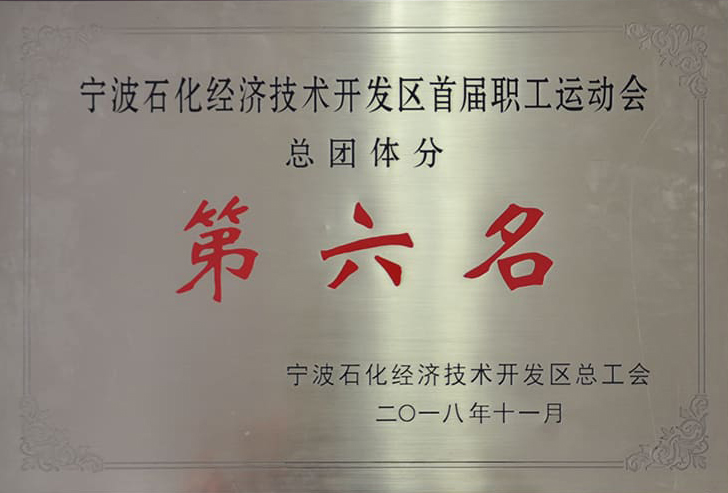 宁波石化经济技术开发区首届职工运动会
总团体分
第六名
宁波石化经济技术开发区总工会
二〇一八年十一月